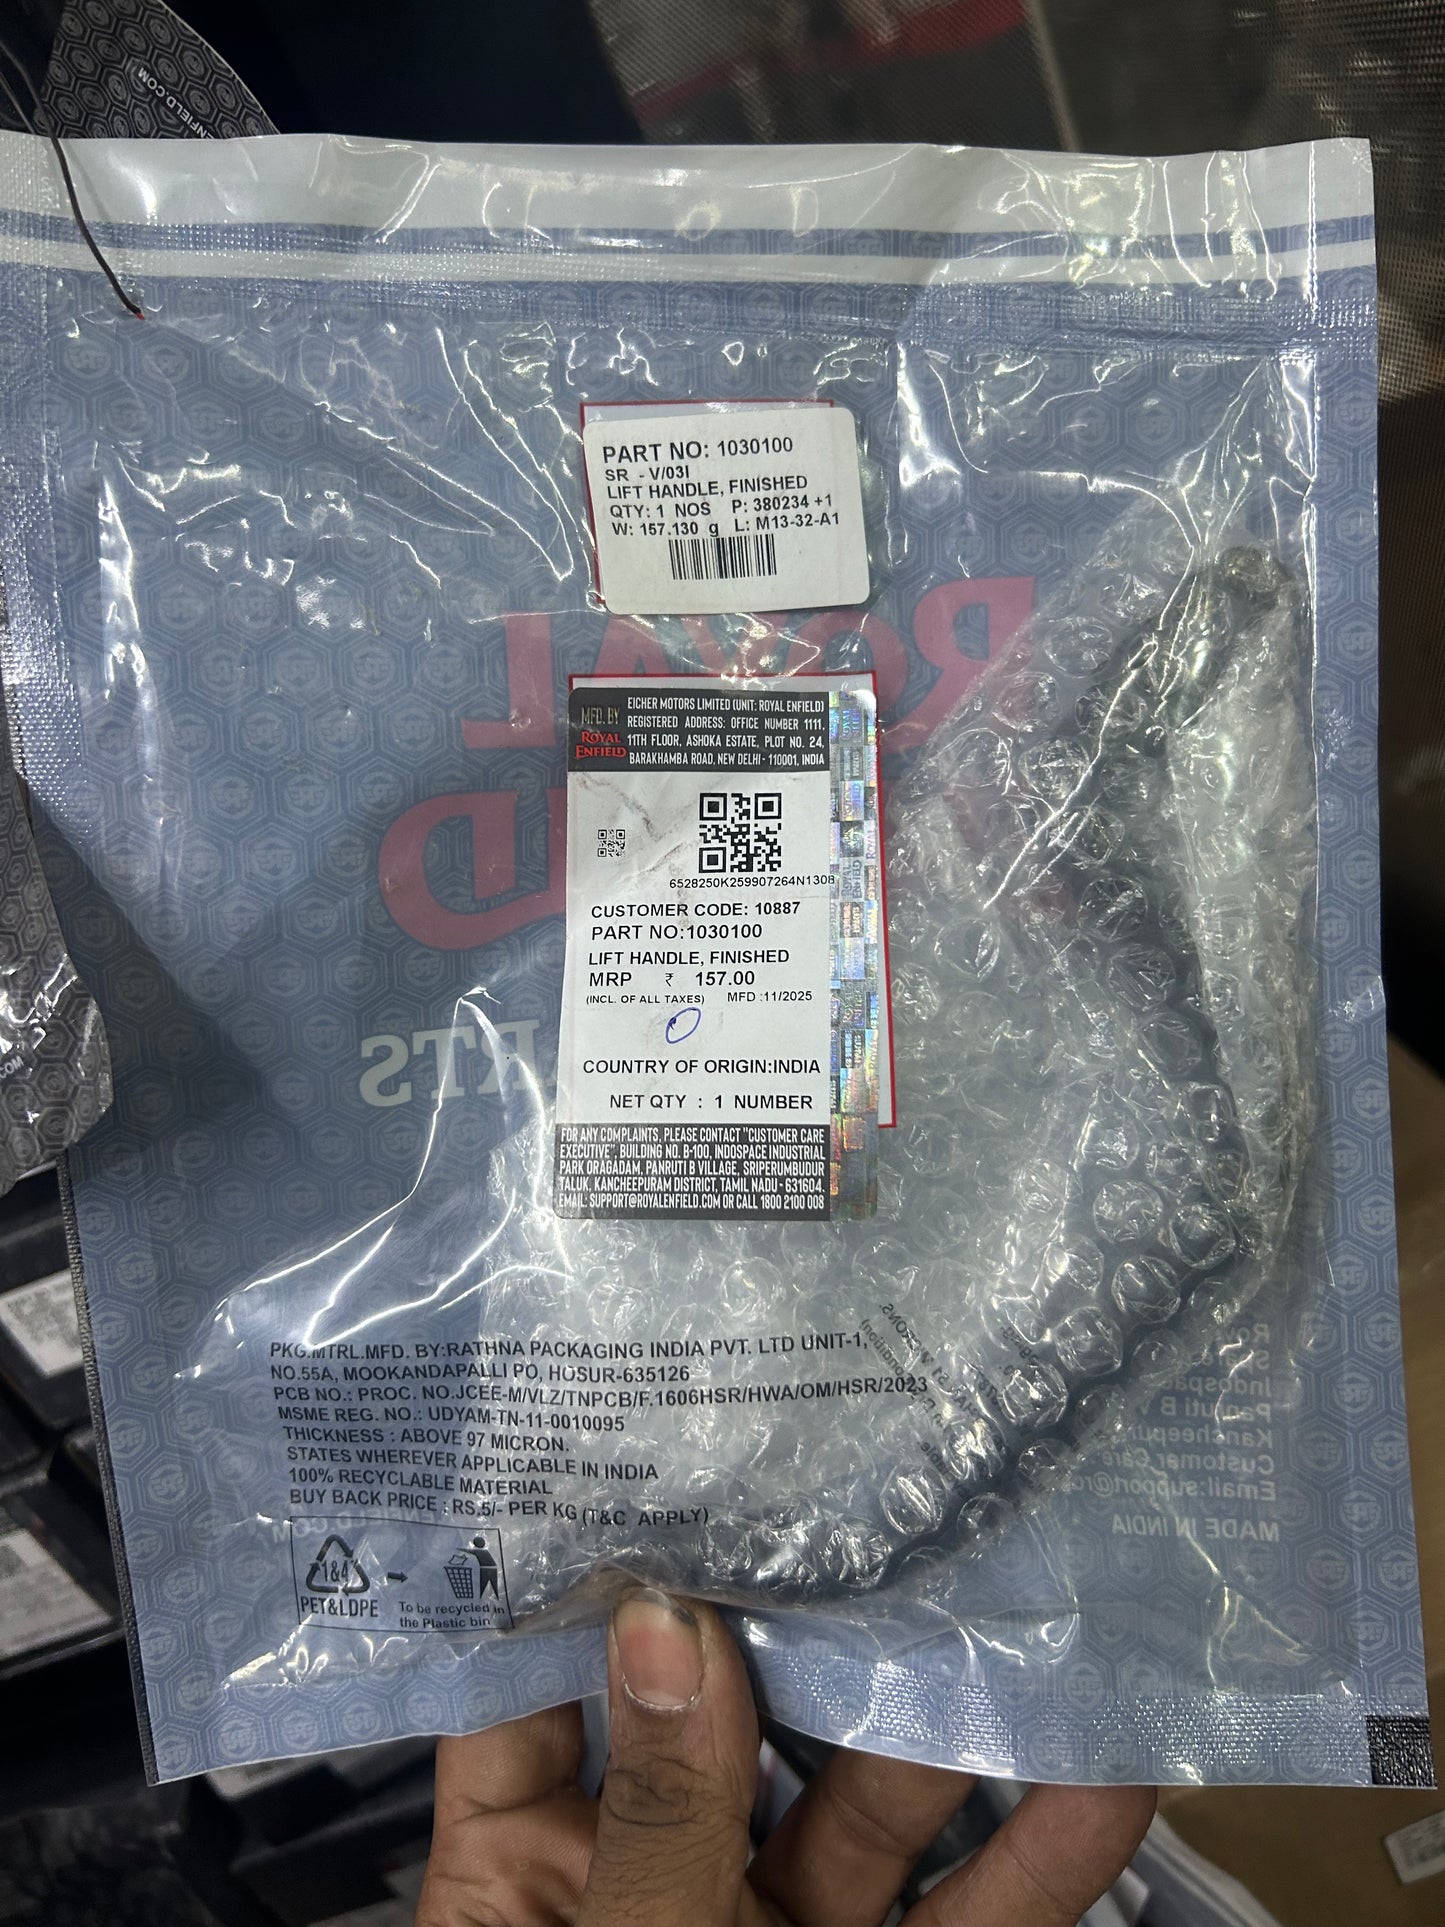 ENFIELD.COM
PART NO: 1030100
SR - V/03I
LIFT HANDLE, FINISHED
QTY: 1 NOS P: 380234 +1
W: 157.130 g L: M13-32-A1
ROYAL
MFD. BY
ROYAL
ENFIELD
EICHER MOTORS LIMITED (UNIT: ROYAL ENFIELD)
REGISTERED ADDRESS: OFFICE NUMBER 1111,
11TH FLOOR, ASHOKA ESTATE, PLOT NO. 24,
BARAKHAMBA ROAD, NEW DELHI - 110001, INDIA
6528250K259907264N130B
CUSTOMER CODE: 10887
PART NO:1030100
LIFT HANDLE, FINISHED
MRP ₹ 157.00
(INCL. OF ALL TAXES) MFD :11/2025
COUNTRY OF ORIGIN:INDIA
NET QTY : 1 NUMBER
FOR ANY COMPLAINTS, PLEASE CONTACT "CUSTOMER CARE
EXECUTIVE", BUILDING NO. B-100, INDOSPACE INDUSTRIAL
PARK ORAGADAM, PANRUTI B VILLAGE, SRIPERUMBUDUR
TALUK, KANCHEEPURAM DISTRICT, TAMIL NADU - 631604.
EMAIL: SUPPORT@ROYALENFIELD.COM OR CALL 1800 2100 008
PKG.MTRL.MFD. BY:RATHNA PACKAGING INDIA PVT. LTD UNIT-1,
NO.55A, MOOKANDAPALLI PO, HOSUR-635126
PCB NO.: PROC. NO.JCEE-M/VLZ/TNPCB/F.1606HSR/HWA/OM/HSR/2023
MSME REG. NO.: UDYAM-TN-11-0010095
THICKNESS : ABOVE 97 MICRON.
STATES WHEREVER APPLICABLE IN INDIA
100% RECYCLABLE MATERIAL
BUY BACK PRICE : RS.5/- PER KG (T&C APPLY)
1&4
PET&LDPE
To be recycled in
the Plastic bin
MADE IN INDIA